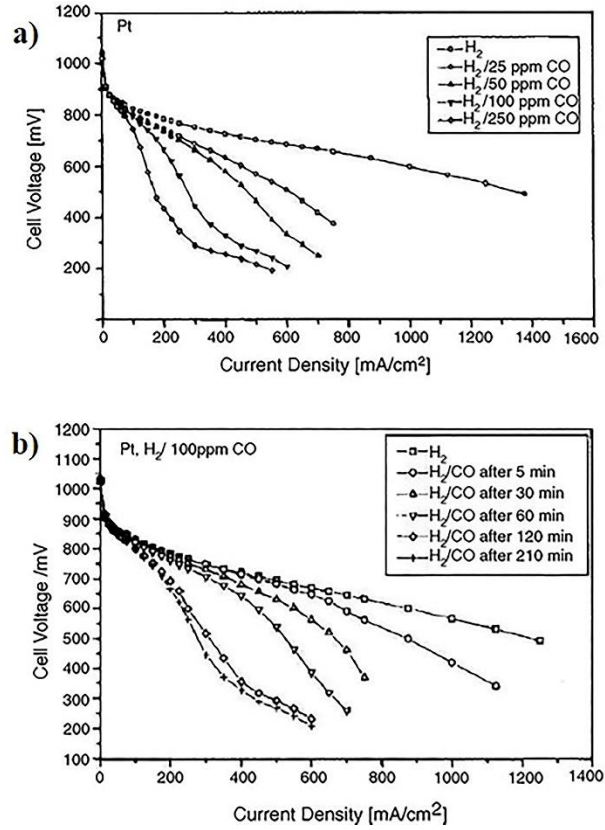 a)
Pt
H₂
H₂/25 ppm CO
H₂/50 ppm CO
H₂/100 ppm CO
H₂/250 ppm CO
1200
1000
800
600
400
200
0
Cell Voltage [mV]
0 200 400 600 800 1000 1200 1400 1600
Current Density [mA/cm²]
b)
Pt, H₂/ 100ppm CO
H₂
H₂/CO after 5 min
H₂/CO after 30 min
H₂/CO after 60 min
H₂/CO after 120 min
H₂/CO after 210 min
1200
1100
1000
900
800
700
600
500
400
300
200
100
Cell Voltage /mV
0 200 400 600 800 1000 1200 1400
Current Density [mA/cm²]